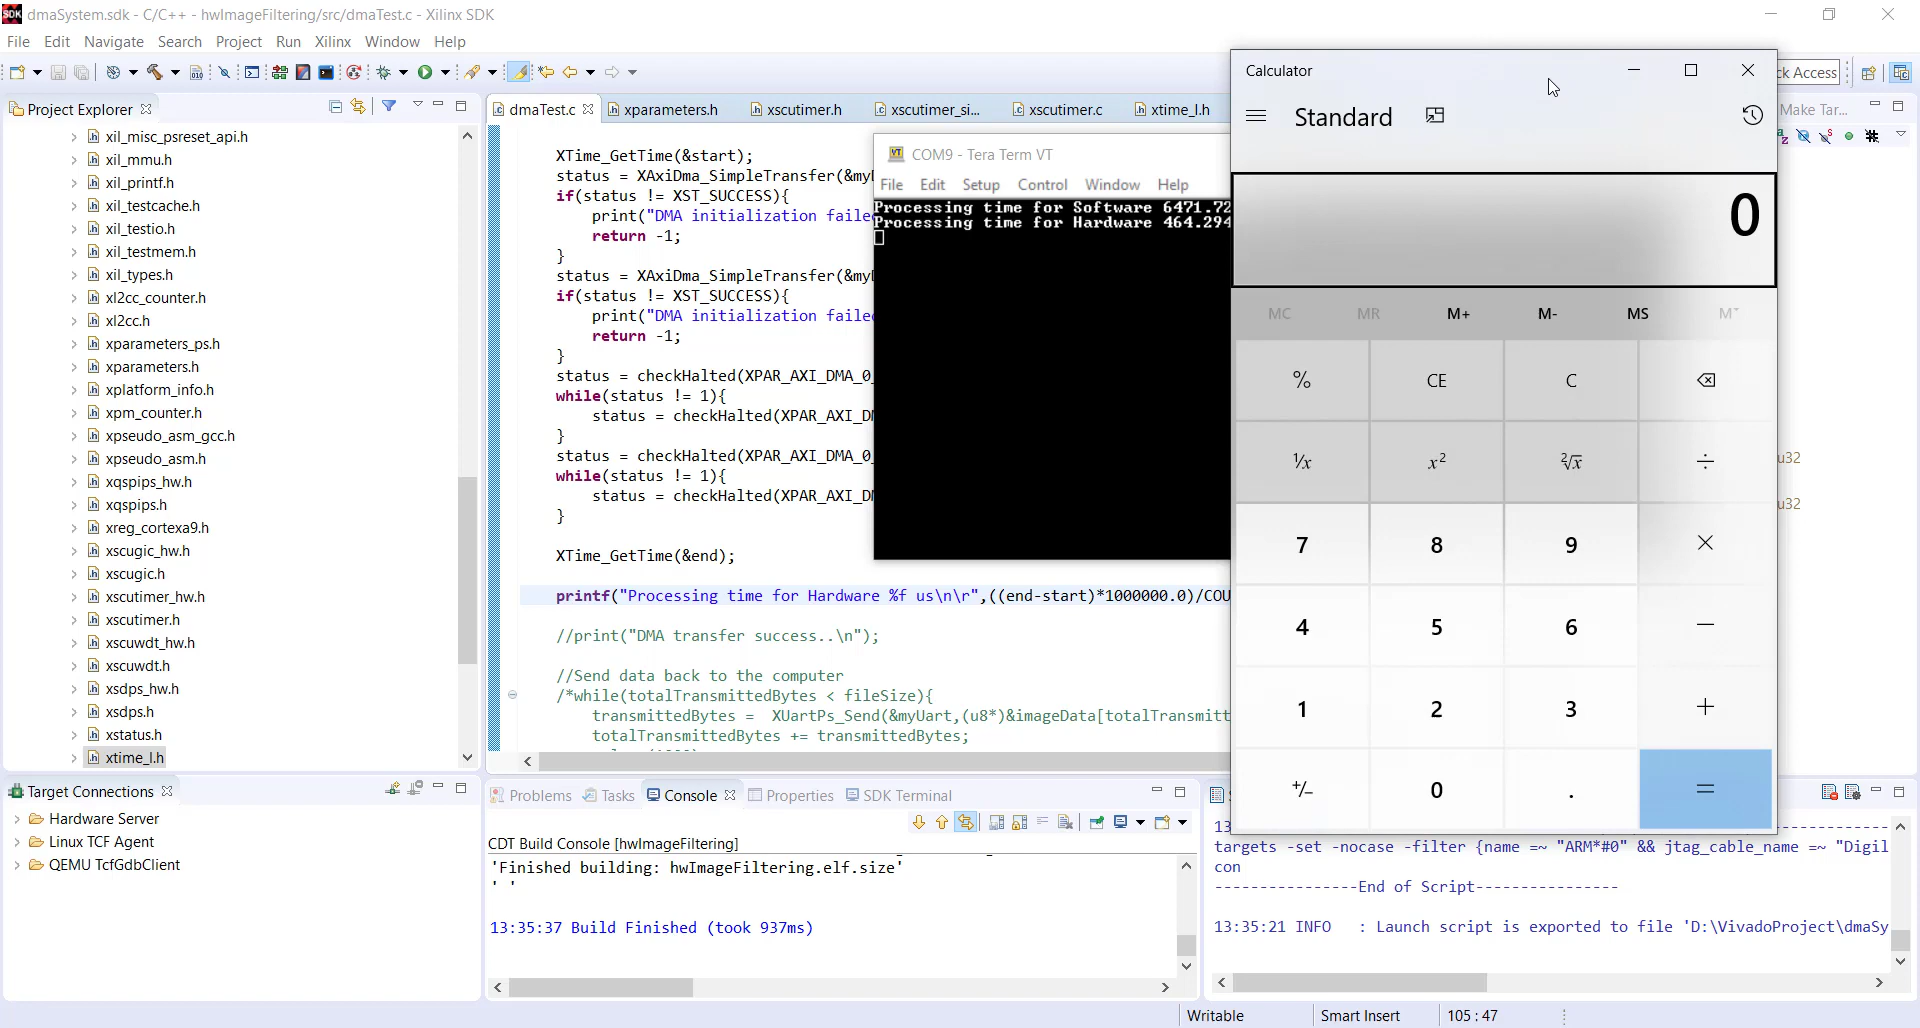 dmaSystem.sdk - C/C++ - hwImageFiltering/src/dmaTest.c - Xilinx SDK
File Edit Navigate Search Project Run Xilinx Window Help
ck Access
Project Explorer
xil_misc_psreset_api.h
xil_mmu.h
xil_printf.h
xil_testcache.h
xil_testio.h
xil_testmem.h
xil_types.h
xl2cc_counter.h
xl2cc.h
xparameters_ps.h
xparameters.h
xplatform_info.h
xpm_counter.h
xpseudo_asm_gcc.h
xpseudo_asm.h
xqspips_hw.h
xqspips.h
xreg_cortexa9.h
xscugic_hw.h
xscugic.h
xscutimer_hw.h
xscutimer.h
xscuwdt_hw.h
xscuwdt.h
xsdps_hw.h
xsdps.h
xstatus.h
xtime_l.h
Target Connections
Hardware Server
Linux TCF Agent
QEMU TcfGdbClient
dmaTest.c xparameters.h xscutimer.h xscutimer_si... xscutimer.c xtime_l.h
XTime_GetTime(&start);
status = XAxiDma_SimpleTransfer(&my
if(status != XST_SUCCESS){
print("DMA initialization faile
return -1;
}
status = XAxiDma_SimpleTransfer(&my
if(status != XST_SUCCESS){
print("DMA initialization faile
return -1;
}
status = checkHalted(XPAR_AXI_DMA_0
while(status != 1){
status = checkHalted(XPAR_AXI_D
}
status = checkHalted(XPAR_AXI_DMA_0
while(status != 1){
status = checkHalted(XPAR_AXI_D
}
XTime_GetTime(&end);
printf("Processing time for Hardware %f us\n\r",((end-start)*1000000.0)/COU
//print("DMA transfer success..\n");
//Send data back to the computer
/*while(totalTransmittedBytes < fileSize){
transmittedBytes = XUartPs_Send(&myUart,(u8*)&imageData[totalTransmitt
totalTransmittedBytes += transmittedBytes;
COM9 - Tera Term VT
File Edit Setup Control Window Help
Processing time for Software 6471.72
Processing time for Hardware 464.294
Calculator
Standard
0
MC MR M+ M- MS M˅
% CE C
¹⁄x x² ²√x ÷
7 8 9 ×
4 5 6 −
1 2 3 +
+/− 0 . =
Make Tar...
u32
u32
Problems Tasks Console Properties SDK Terminal
CDT Build Console [hwImageFiltering]
'Finished building: hwImageFiltering.elf.size'
' '
13:35:37 Build Finished (took 937ms)
13
targets -set -nocase -filter {name =~ "ARM*#0" && jtag_cable_name =~ "Digil
con
----------------End of Script----------------
13:35:21 INFO : Launch script is exported to file 'D:\VivadoProject\dmaSy
Writable Smart Insert 105 : 47